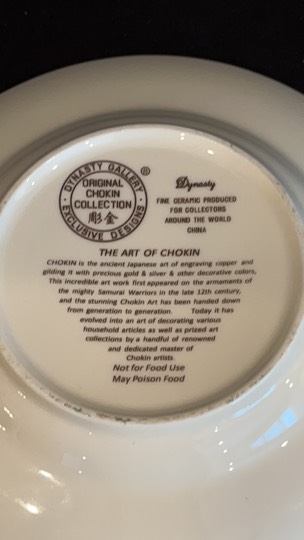 DYNASTY GALLERY ®
ORIGINAL
CHOKIN
COLLECTION
彫金
EXCLUSIVE DESIGNS
Dynasty
FINE CERAMIC PRODUCED
FOR COLLECTORS
AROUND THE WORLD
CHINA
THE ART OF CHOKIN
CHOKIN is the ancient Japanese art of engraving copper and
gilding it with precious gold & silver & other decorative colors,
This incredible art work first appeared on the armaments of
the mighty Samurai Warriors in the late 12th century,
and the stunning Chokin Art has been handed down
from generation to generation. Today it has
evolved into an art of decorating various
household articles as well as prized art
collections by a handful of renowned
and dedicated master of
Chokin artists.
Not for Food Use
May Poison Food